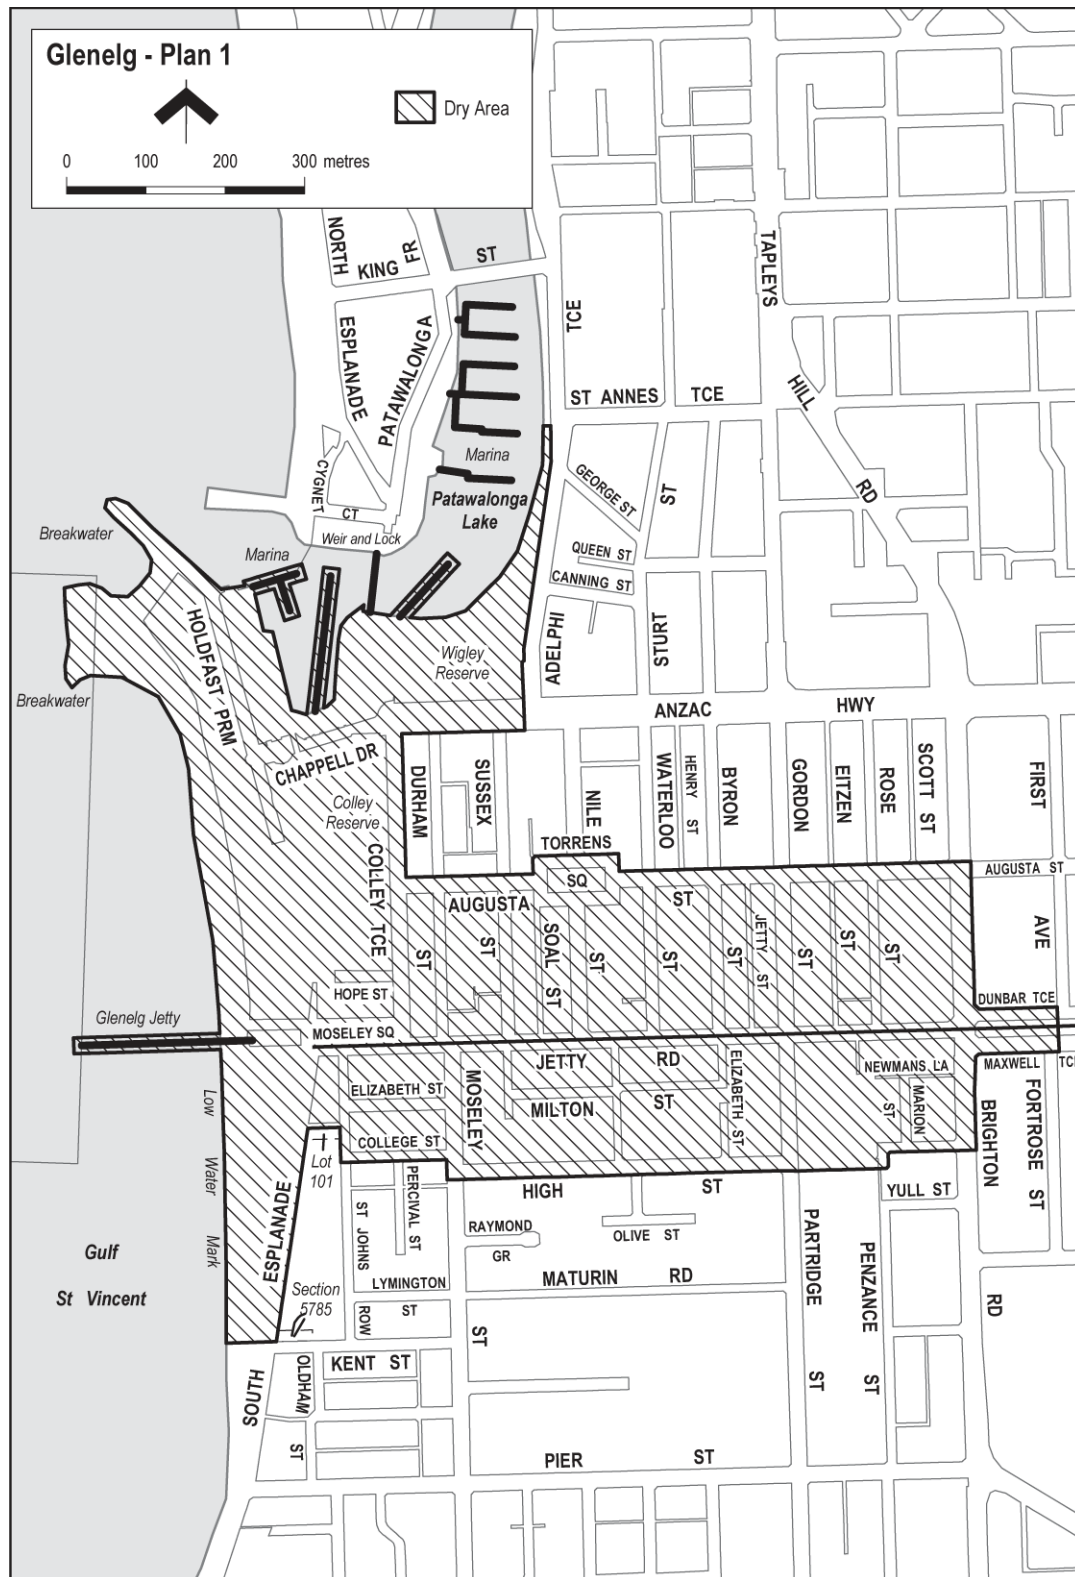 Glenelg - Plan 1
Dry Area
0 100 200 300 metres
NORTH
KING
FR
ST
TAPLEYS
ESPLANADE
PATAWALONGA
TCE
ST ANNES TCE
HILL
RD
Marina
Patawalonga
Lake
CYGNET
CT
GEORGE ST
ST
Breakwater
Marina
Weir and Lock
QUEEN ST
CANNING ST
HOLDFAST PRM
Wigley
Reserve
ADELPHI
STURT
Breakwater
ANZAC HWY
CHAPPELL DR
Colley
Reserve
DURHAM
SUSSEX
NILE
WATERLOO
HENRY ST
BYRON
GORDON
EITZEN
ROSE
SCOTT ST
FIRST
TORRENS
SQ
COLLEY TCE
AUGUSTA ST
AUGUSTA ST
ST
ST
SOAL ST
ST
ST
ST
JETTY ST
ST
ST
ST
AVE
HOPE ST
DUNBAR TCE
Glenelg Jetty
MOSELEY SQ
JETTY RD
ELIZABETH ST
MOSELEY
ELIZABETH ST
NEWMANS LA
MAXWELL TCE
Low Water Mark
MILTON ST
ST
MARION
BRIGHTON
FORTROSE ST
COLLEGE ST
Lot
101
ESPLANADE
ST JOHNS
PERCIVAL ST
HIGH ST
YULL ST
RAYMOND
GR
OLIVE ST
PARTRIDGE
PENZANCE
Gulf
St Vincent
Section
5785
LYMINGTON
ST
ROW
MATURIN RD
RD
SOUTH
OLDHAM
ST
KENT ST
ST
ST
ST
PIER ST